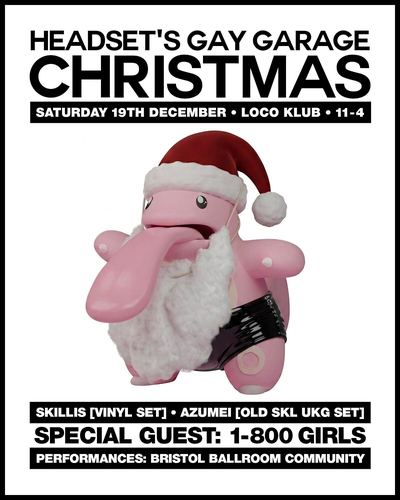 HEADSET'S GAY GARAGE
CHRISTMAS
SATURDAY 19TH DECEMBER • LOCO KLUB • 11-4
SKILLIS [VINYL SET] • AZUMEI [OLD SKL UKG SET]
SPECIAL GUEST: 1-800 GIRLS
PERFORMANCES: BRISTOL BALLROOM COMMUNITY